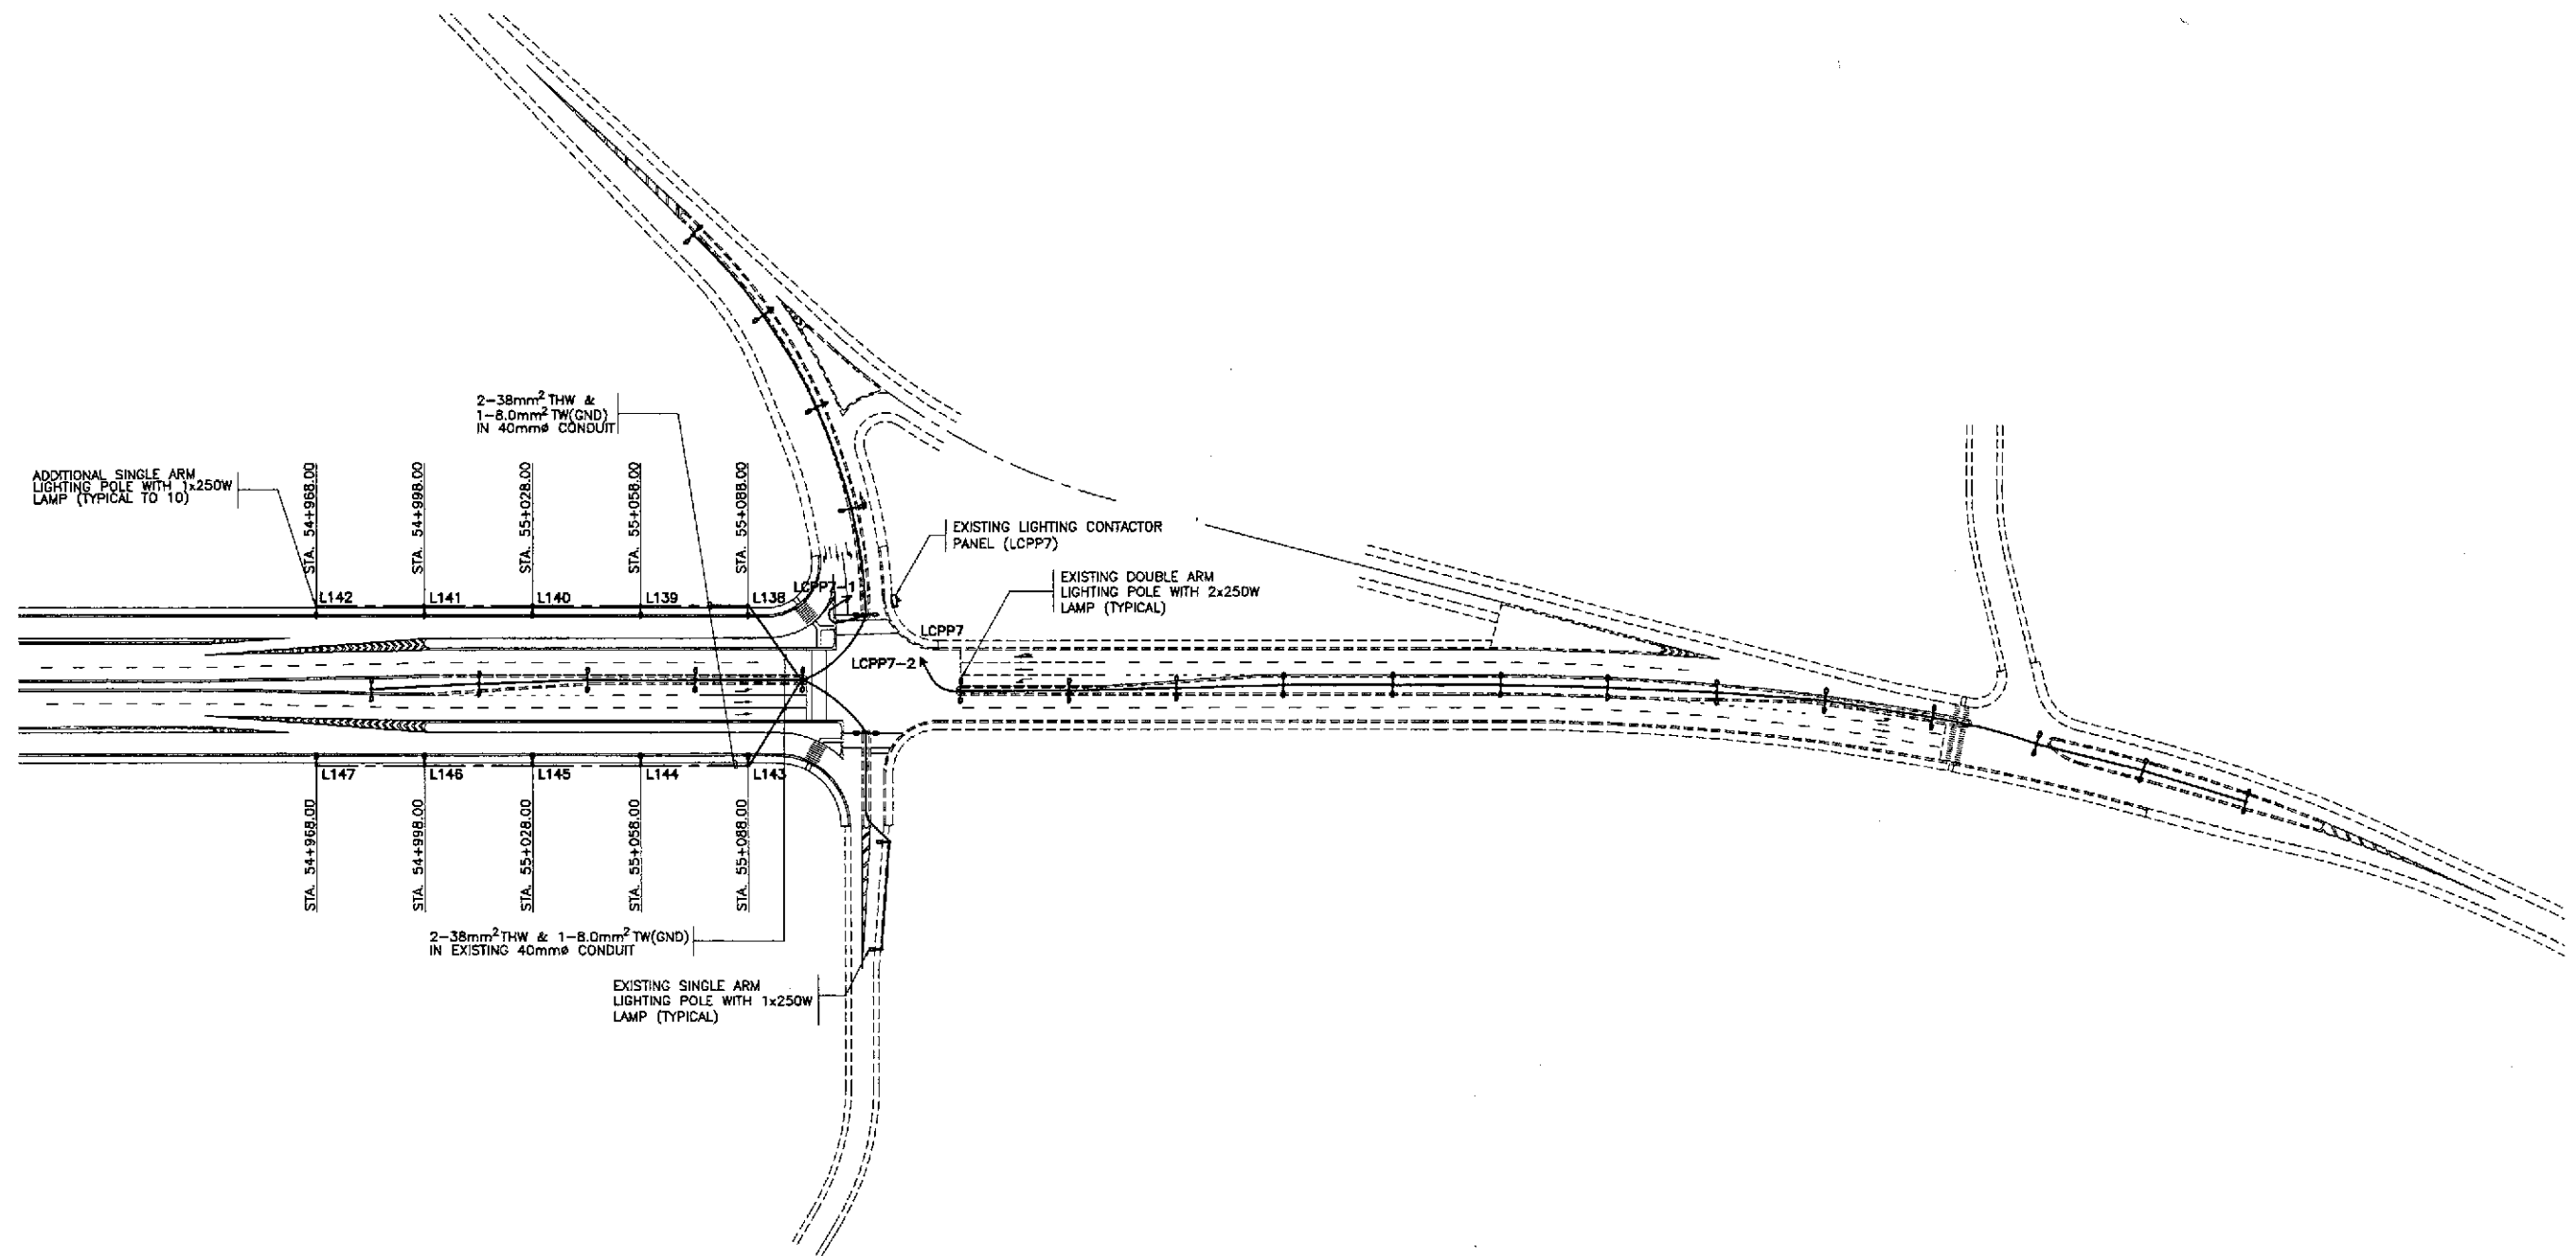 2-38mm² THW &
1-8.0mm² TW(GND)
IN 40mmø CONDUIT
ADDITIONAL SINGLE ARM
LIGHTING POLE WITH 1x250W
LAMP (TYPICAL TO 10)
STA. 54+968.00
STA. 54+998.00
STA. 55+028.00
STA. 55+058.00
STA. 55+088.00
EXISTING LIGHTING CONTACTOR
PANEL (LCPP7)
EXISTING DOUBLE ARM
LIGHTING POLE WITH 2x250W
LAMP (TYPICAL)
L142
L141
L140
L139
L138
LCPP7-1
LCPP7
LCPP7-2
L147
L146
L145
L144
L143
STA. 54+968.00
STA. 54+998.00
STA. 55+028.00
STA. 55+058.00
STA. 55+088.00
2-38mm² THW & 1-8.0mm² TW(GND)
IN EXISTING 40mmø CONDUIT
EXISTING SINGLE ARM
LIGHTING POLE WITH 1x250W
LAMP (TYPICAL)